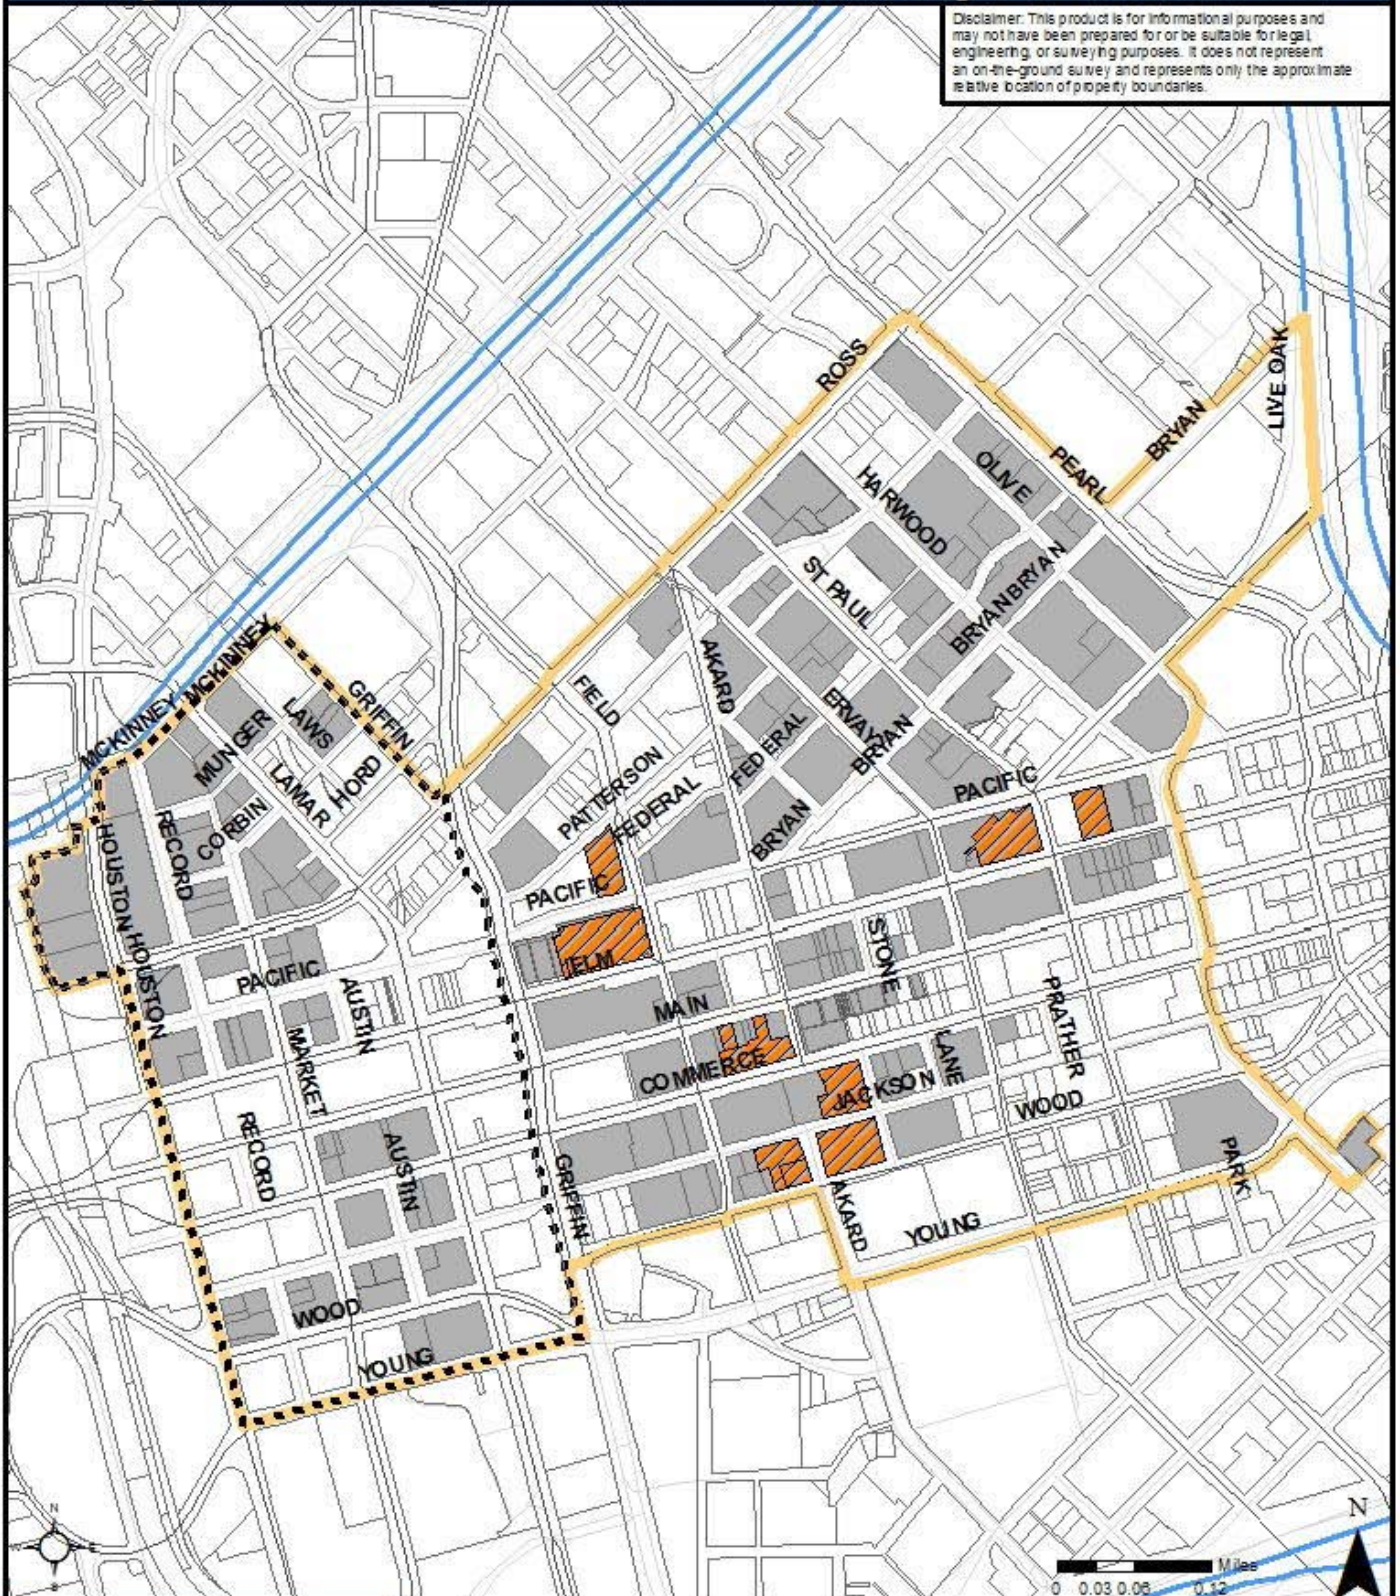 Disclaimer: This product is for informational purposes and
may not have been prepared for or be suitable for legal,
engineering, or surveying purposes. It does not represent
an on-the-ground survey and represents only the approximate
relative location of property boundaries.
ROSS
LIVE OAK
BRYAN
PEARL
OLIVE
HARWOOD
BRYAN
BRYAN
ST PAUL
MCKINNEY
MCKINNEY
GRIFFIN
LAWS
MUNGER
HORD
LAMAR
CORBIN
RECORD
HOUSTON
HOUSTON
FIELD
AKARD
ERVAY
FEDERAL
BRYAN
PATTERSON
FEDERAL
BRYAN
PACIFIC
PACIFIC
ELM
STONE
PACIFIC
AUSTIN
MAIN
PRATHER
MARKET
COMMERCE
LANE
JACKSON
WOOD
RECORD
AUSTIN
GRIFFIN
PARK
AKARD
YOUNG
WOOD
YOUNG
N
W
E
S
N
Miles
0 0.03 0.06 0.12